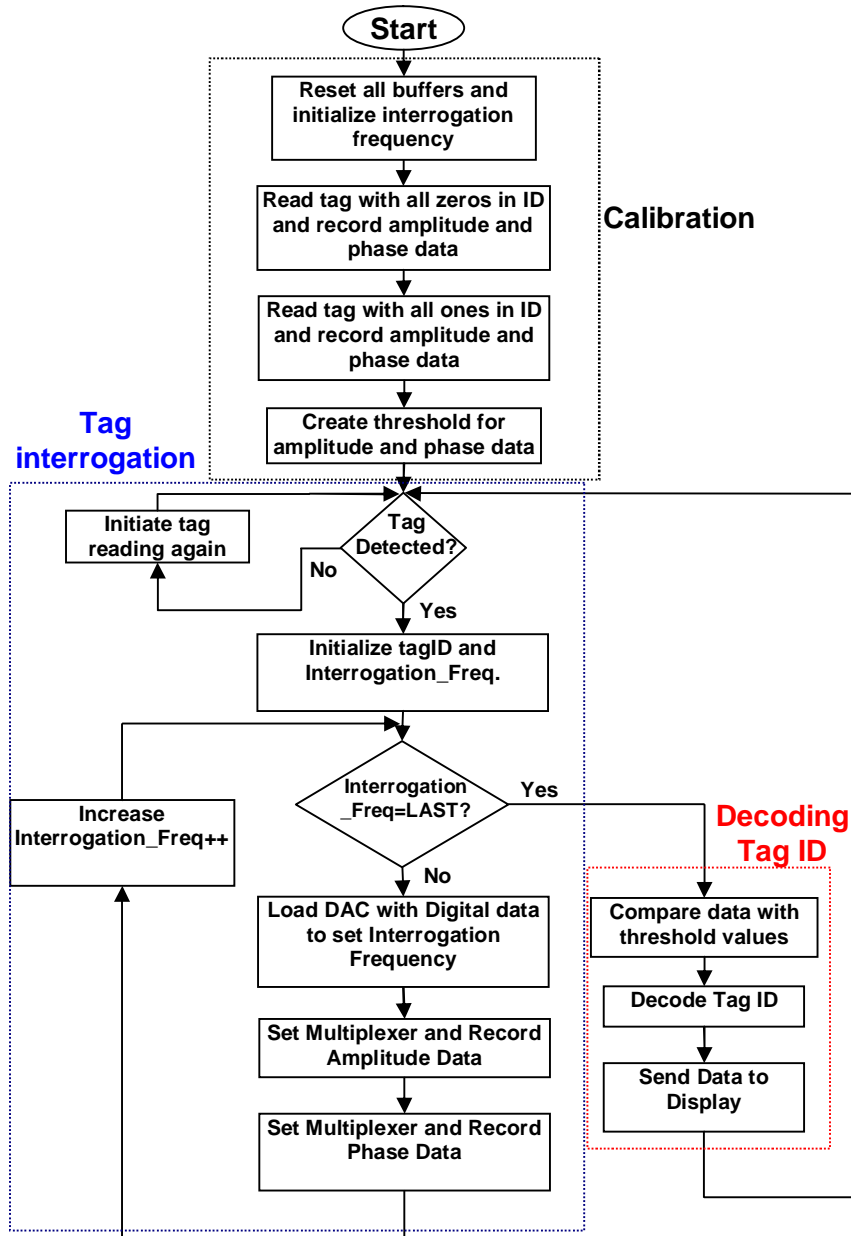 Start
Reset all buffers and
initialize interrogation
frequency
Read tag with all zeros in ID
and record amplitude and
phase data
Calibration
Read tag with all ones in ID
and record amplitude and
phase data
Create threshold for
amplitude and phase data
Tag
interrogation
Initiate tag
reading again
Tag
Detected?
No
Yes
Initialize tagID and
Interrogation_Freq.
Interrogation
_Freq=LAST?
Yes
Increase
Interrogation_Freq++
No
Decoding
Tag ID
Load DAC with Digital data
to set Interrogation
Frequency
Compare data with
threshold values
Decode Tag ID
Set Multiplexer and Record
Amplitude Data
Send Data to
Display
Set Multiplexer and Record
Phase Data